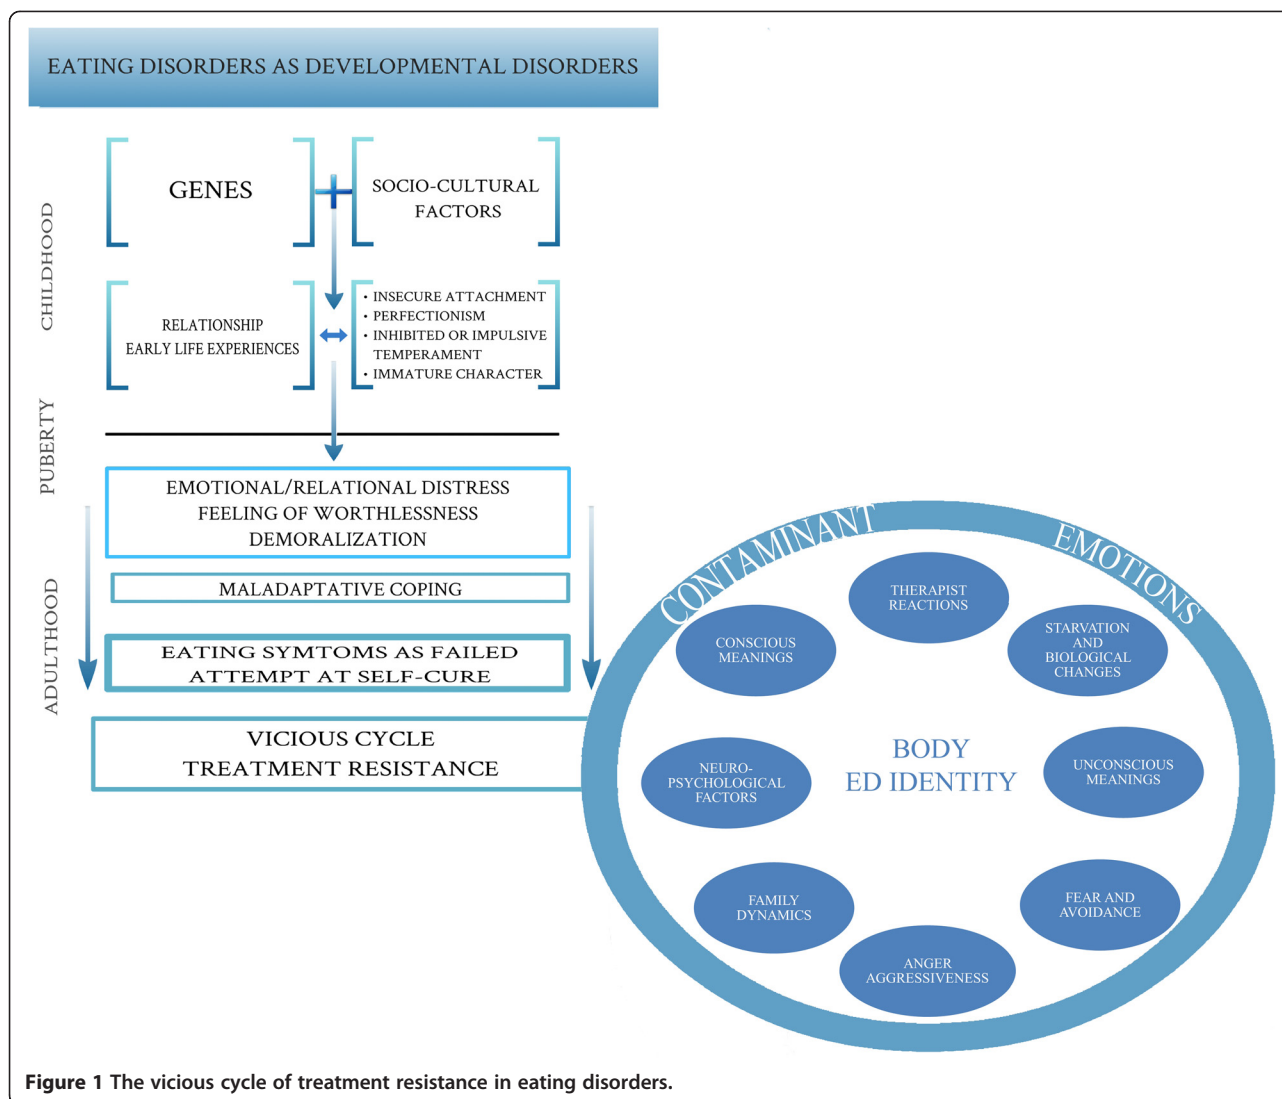 EATING DISORDERS AS DEVELOPMENTAL DISORDERS
CHILDHOOD
GENES
SOCIO-CULTURAL
FACTORS
RELATIONSHIP
EARLY LIFE EXPERIENCES
• INSECURE ATTACHMENT
• PERFECTIONISM
• INHIBITED OR IMPULSIVE
TEMPERAMENT
• IMMATURE CHARACTER
PUBERTY
EMOTIONAL/RELATIONAL DISTRESS
FEELING OF WORTHLESSNESS
DEMORALIZATION
ADULTHOOD
MALADAPTATIVE COPING
EATING SYMTOMS AS FAILED
ATTEMPT AT SELF-CURE
VICIOUS CYCLE
TREATMENT RESISTANCE
CONTAMINANT
EMOTIONS
THERAPIST
REACTIONS
STARVATION
AND
BIOLOGICAL
CHANGES
UNCONSCIOUS
MEANINGS
FEAR AND
AVOIDANCE
ANGER
AGGRESSIVENESS
FAMILY
DYNAMICS
NEURO-
PSYCHOLOGICAL
FACTORS
CONSCIOUS
MEANINGS
BODY
ED IDENTITY
Figure 1 The vicious cycle of treatment resistance in eating disorders.